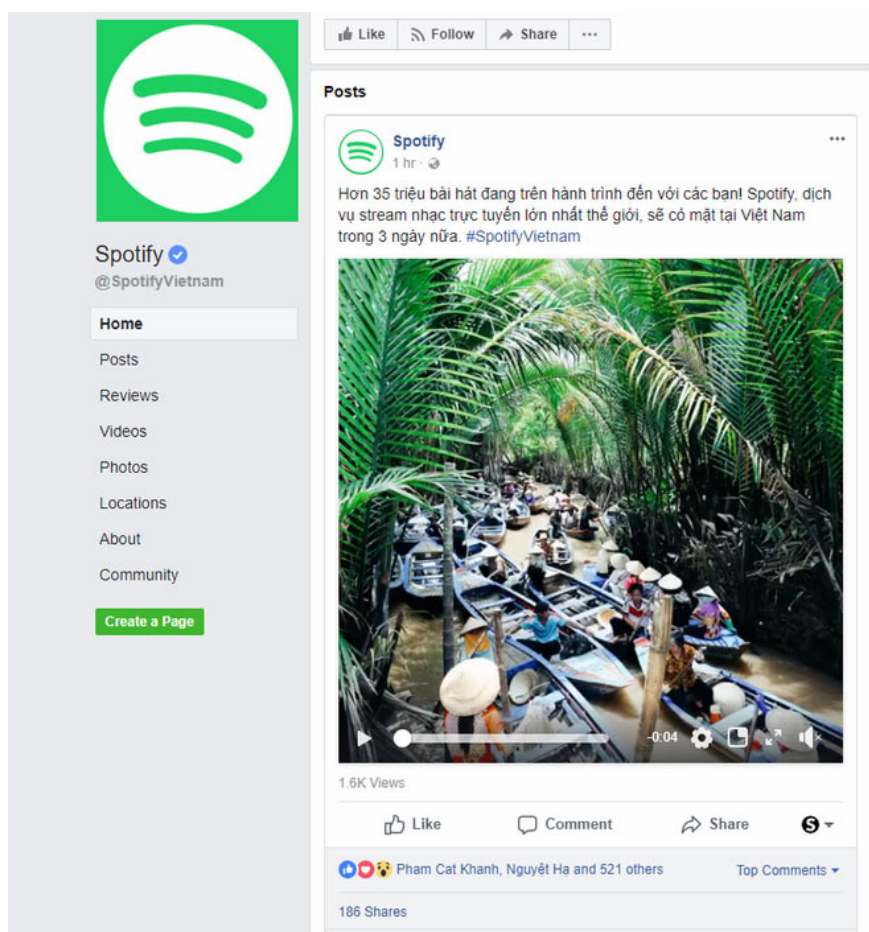 Like Follow Share ...
Posts
Spotify
1 hr ·
Hơn 35 triệu bài hát đang trên hành trình đến với các bạn! Spotify, dịch
vụ stream nhạc trực tuyến lớn nhất thế giới, sẽ có mặt tại Việt Nam
trong 3 ngày nữa. #SpotifyVietnam
Spotify
@SpotifyVietnam
Home
Posts
Reviews
Videos
Photos
Locations
About
Community
Create a Page
-0:04
1.6K Views
Like Comment Share
Pham Cat Khanh, Nguyệt Hạ and 521 others Top Comments
186 Shares